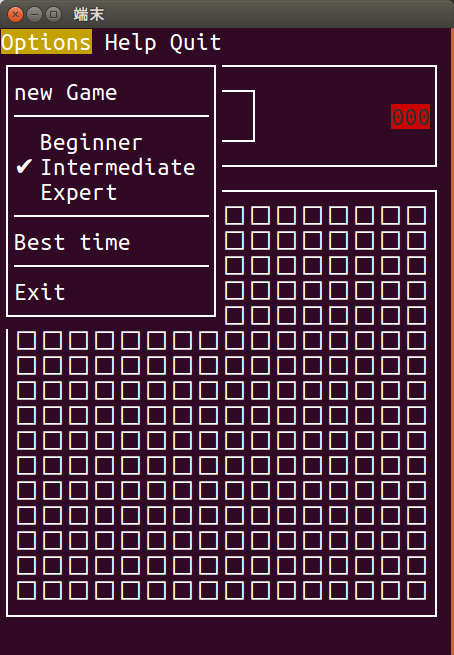 端末
Options Help Quit
new Game
000
Beginner
✔ Intermediate
Expert
Best time
Exit